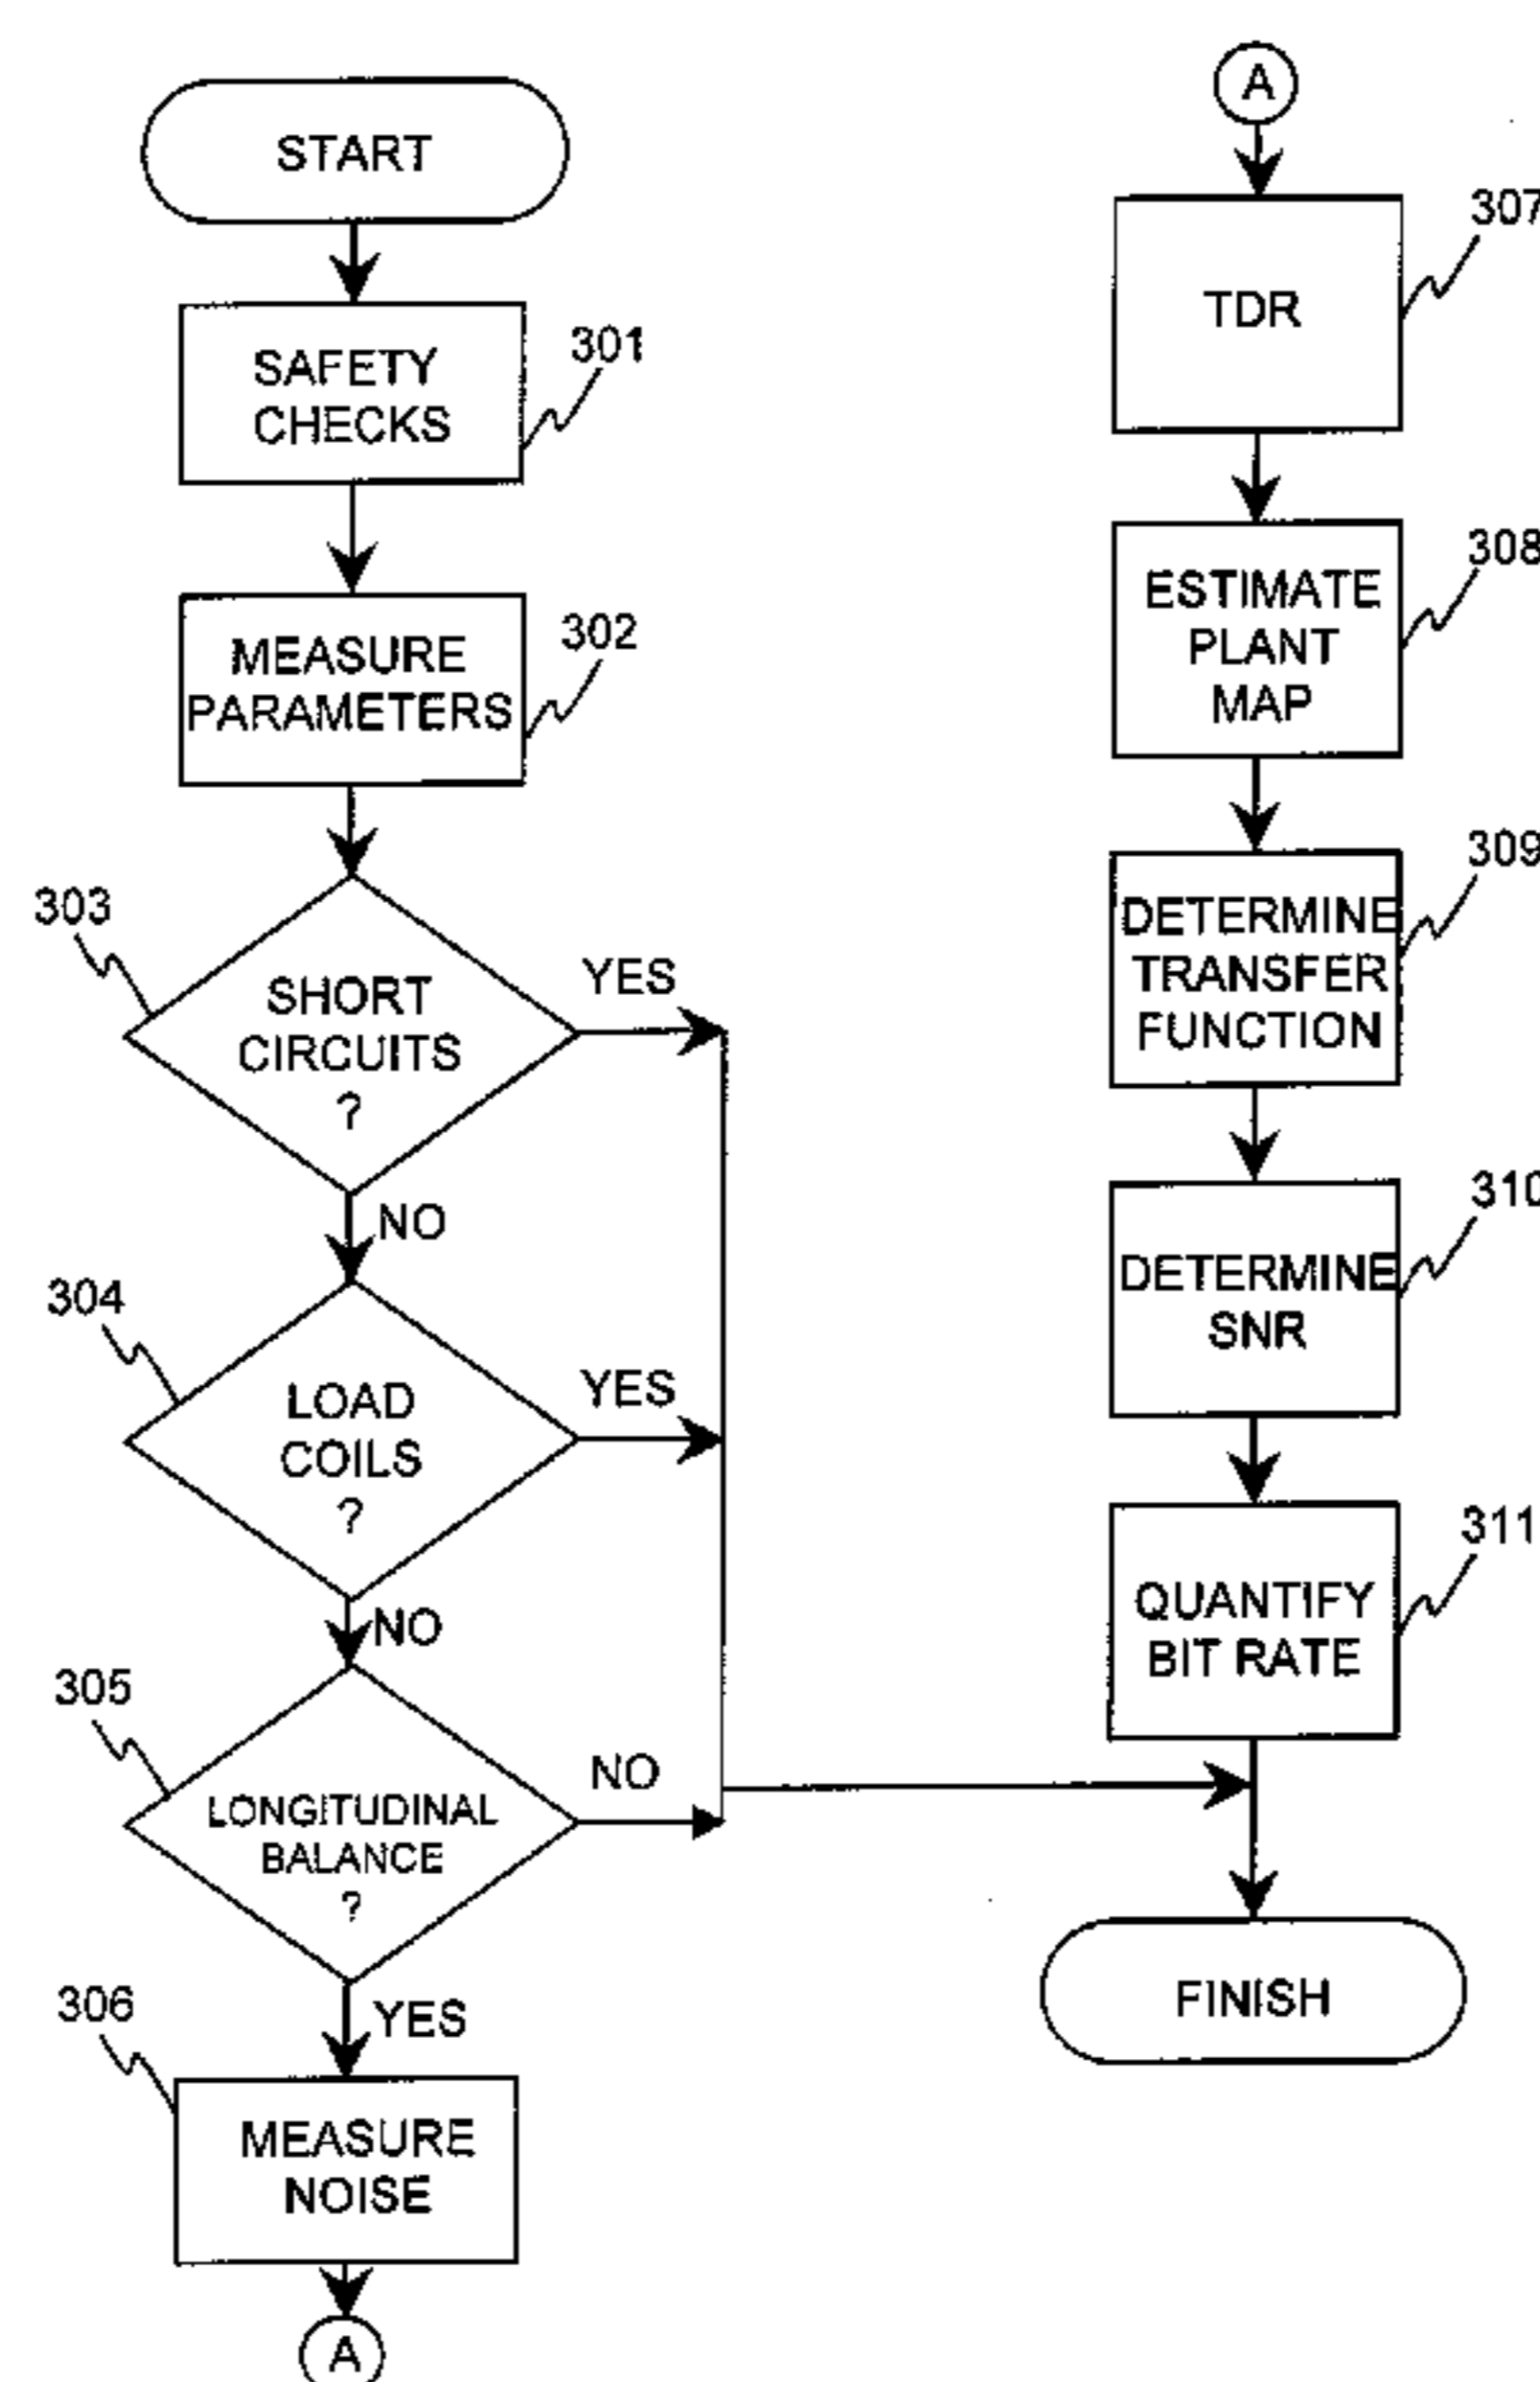 START
SAFETY
CHECKS
301
MEASURE
PARAMETERS
302
303
SHORT
CIRCUITS
?
YES
NO
304
LOAD
COILS
?
YES
NO
305
LONGITUDINAL
BALANCE
?
NO
YES
306
MEASURE
NOISE
A
A
307
TDR
308
ESTIMATE
PLANT
MAP
309
DETERMINE
TRANSFER
FUNCTION
310
DETERMINE
SNR
311
QUANTIFY
BIT RATE
FINISH